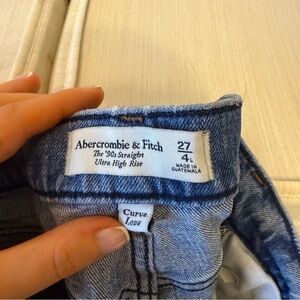 Abercrombie & Fitch
The '90s Straight
Ultra High Rise
27
4L
MADE IN
GUATEMALA
Curve
Love